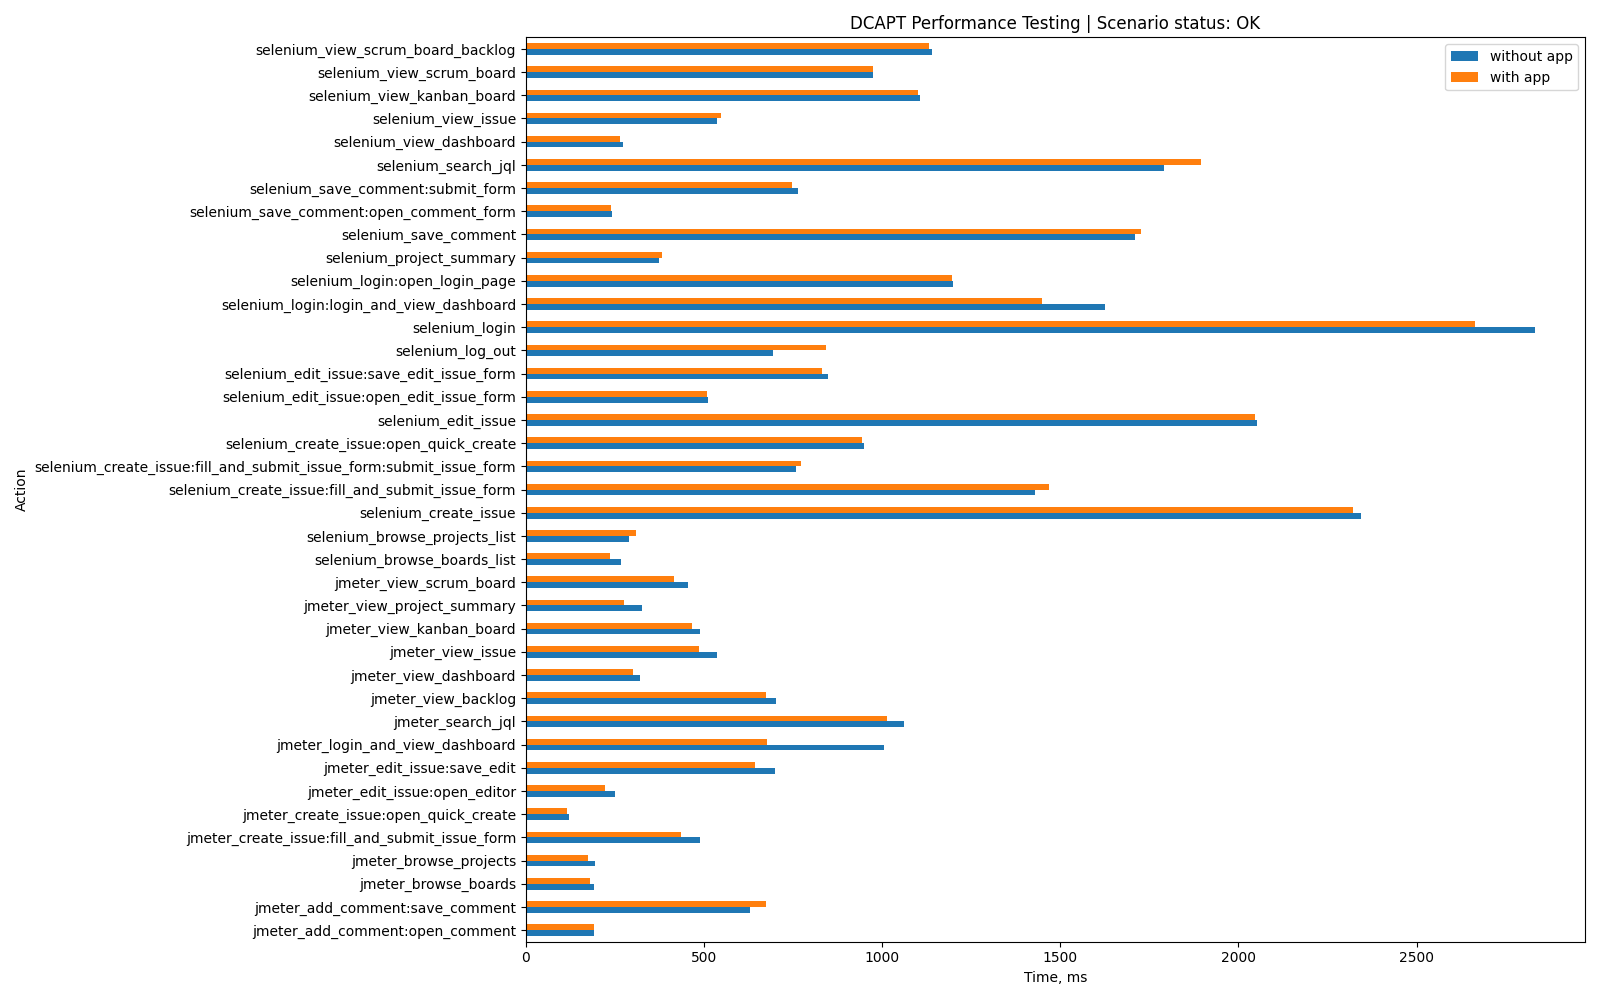 DCAPT Performance Testing | Scenario status: OK
without app
with app
selenium_view_scrum_board_backlog
selenium_view_scrum_board
selenium_view_kanban_board
selenium_view_issue
selenium_view_dashboard
selenium_search_jql
selenium_save_comment:submit_form
selenium_save_comment:open_comment_form
selenium_save_comment
selenium_project_summary
selenium_login:open_login_page
selenium_login:login_and_view_dashboard
selenium_login
selenium_log_out
selenium_edit_issue:save_edit_issue_form
selenium_edit_issue:open_edit_issue_form
selenium_edit_issue
selenium_create_issue:open_quick_create
selenium_create_issue:fill_and_submit_issue_form:submit_issue_form
selenium_create_issue:fill_and_submit_issue_form
selenium_create_issue
selenium_browse_projects_list
selenium_browse_boards_list
jmeter_view_scrum_board
jmeter_view_project_summary
jmeter_view_kanban_board
jmeter_view_issue
jmeter_view_dashboard
jmeter_view_backlog
jmeter_search_jql
jmeter_login_and_view_dashboard
jmeter_edit_issue:save_edit
jmeter_edit_issue:open_editor
jmeter_create_issue:open_quick_create
jmeter_create_issue:fill_and_submit_issue_form
jmeter_browse_projects
jmeter_browse_boards
jmeter_add_comment:save_comment
jmeter_add_comment:open_comment
Action
0 500 1000 1500 2000 2500
Time, ms